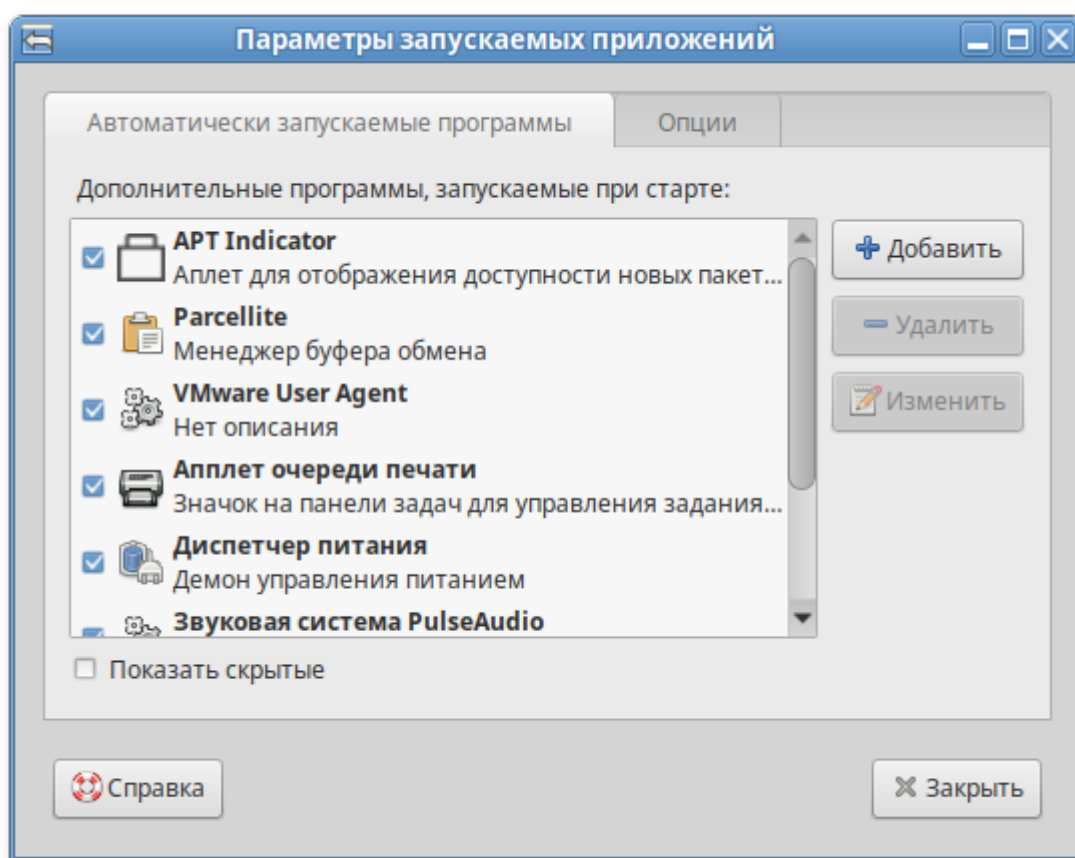 Параметры запускаемых приложений
Автоматически запускаемые программы
Опции
Дополнительные программы, запускаемые при старте:
APT Indicator
Аплет для отображения доступности новых пакет...
Parcellite
Менеджер буфера обмена
VMware User Agent
Нет описания
Апплет очереди печати
Значок на панели задач для управления задания...
Диспетчер питания
Демон управления питанием
Звуковая система PulseAudio
Добавить
Удалить
Изменить
Показать скрытые
Справка
Закрыть